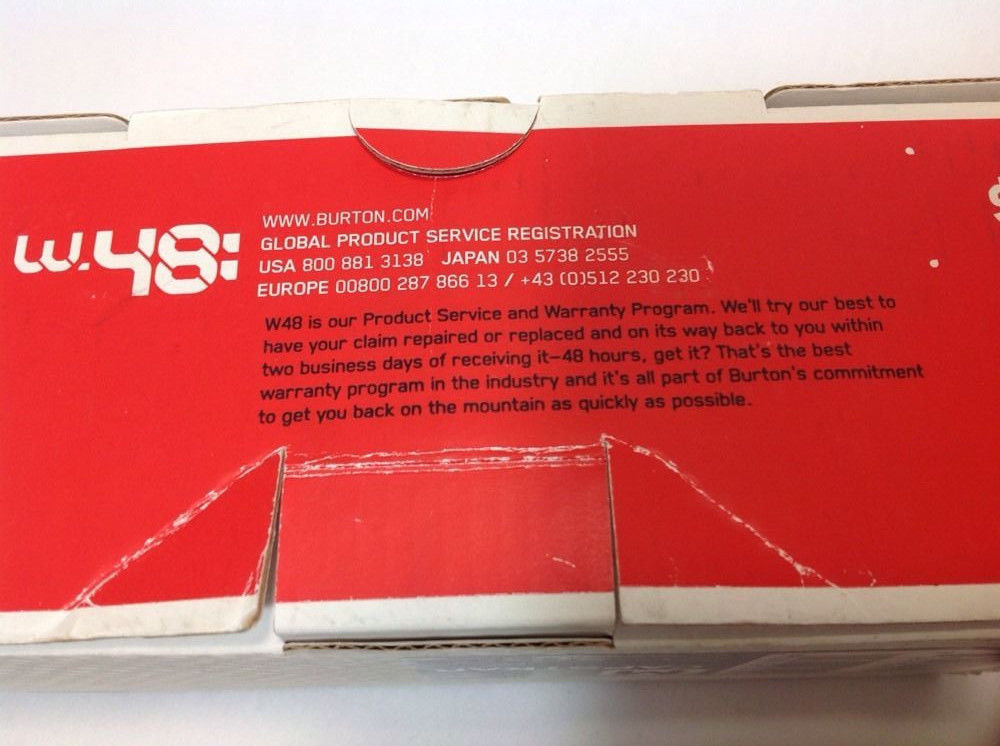 W.48:
WWW.BURTON.COM
GLOBAL PRODUCT SERVICE REGISTRATION
USA 800 881 3138 JAPAN 03 5738 2555
EUROPE 00800 287 866 13 / +43 (0)512 230 230
W48 is our Product Service and Warranty Program. We'll try our best to
have your claim repaired or replaced and on its way back to you within
two business days of receiving it–48 hours, get it? That's the best
warranty program in the industry and it's all part of Burton's commitment
to get you back on the mountain as quickly as possible.